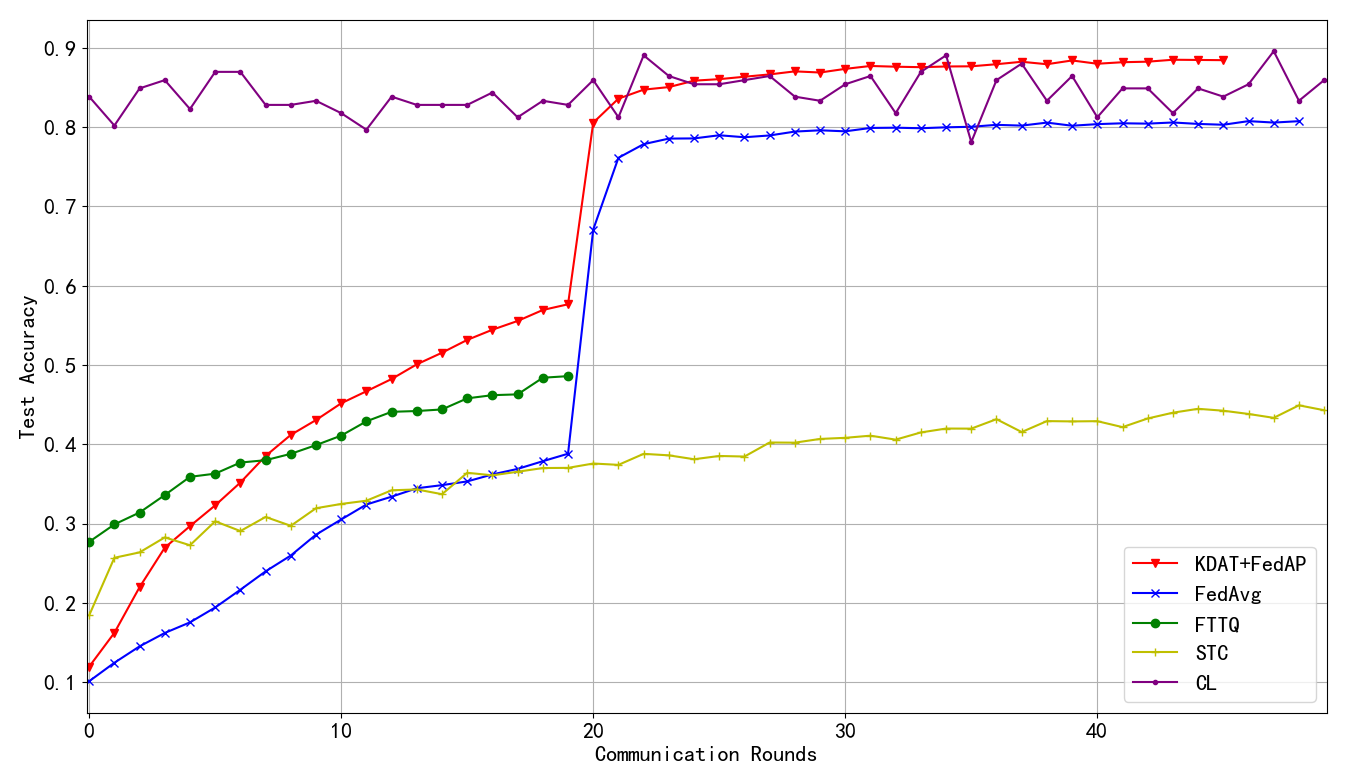 0.9
0.8
0.7
0.6
0.5
0.4
0.3
0.2
0.1
Test Accuracy
0 10 20 30 40
Communication Rounds
KDAT+FedAP
FedAvg
FTTQ
STC
CL